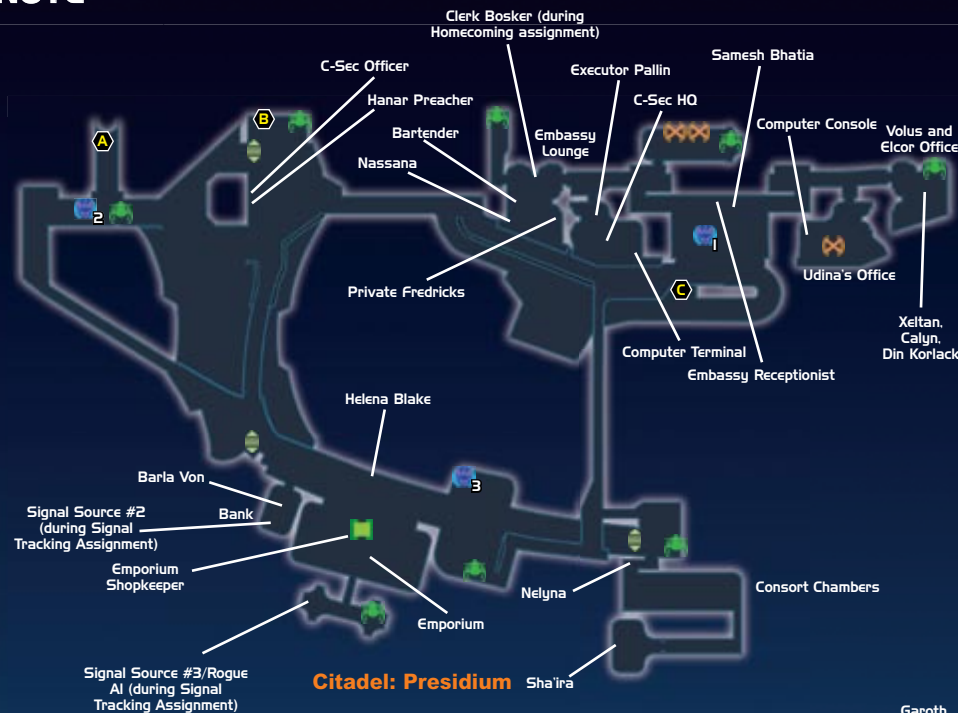 Clerk Bosker (during
Homecoming assignment)
C-Sec Officer
Executor Pallin
Samesh Bhatia
Hanar Preacher
C-Sec HQ
Bartender
Embassy
Lounge
Computer Console
Volus and
Elcor Office
A
B
Nassana
2
1
Private Fredricks
C
Udina's Office
Xeltan,
Calyn,
Din Korlack
Computer Terminal
Embassy Receptionist
Helena Blake
Barla Von
3
Signal Source #2
(during Signal
Tracking Assignment)
Bank
Emporium
Shopkeeper
Nelyna
Consort Chambers
Emporium
Signal Source #3/Rogue
AI (during Signal
Tracking Assignment)
Citadel: Presidium
Sha'ira